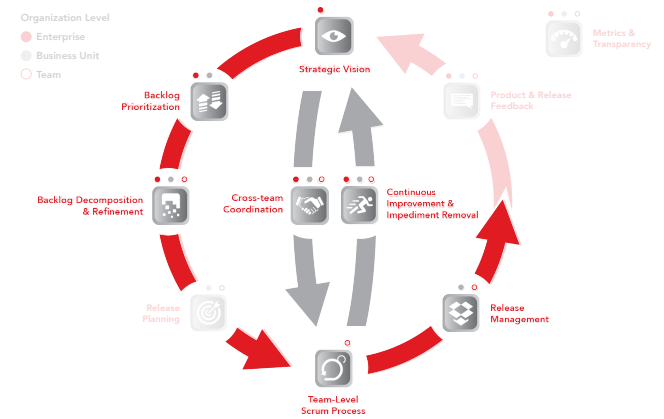 Organization Level
Enterprise
Business Unit
Team
Metrics &
Transparency
Strategic Vision
Backlog
Prioritization
Product & Release
Feedback
Backlog Decomposition
& Refinement
Cross-team
Coordination
Continuous
Improvement &
Impediment Removal
Release
Planning
Release
Management
Team-Level
Scrum Process